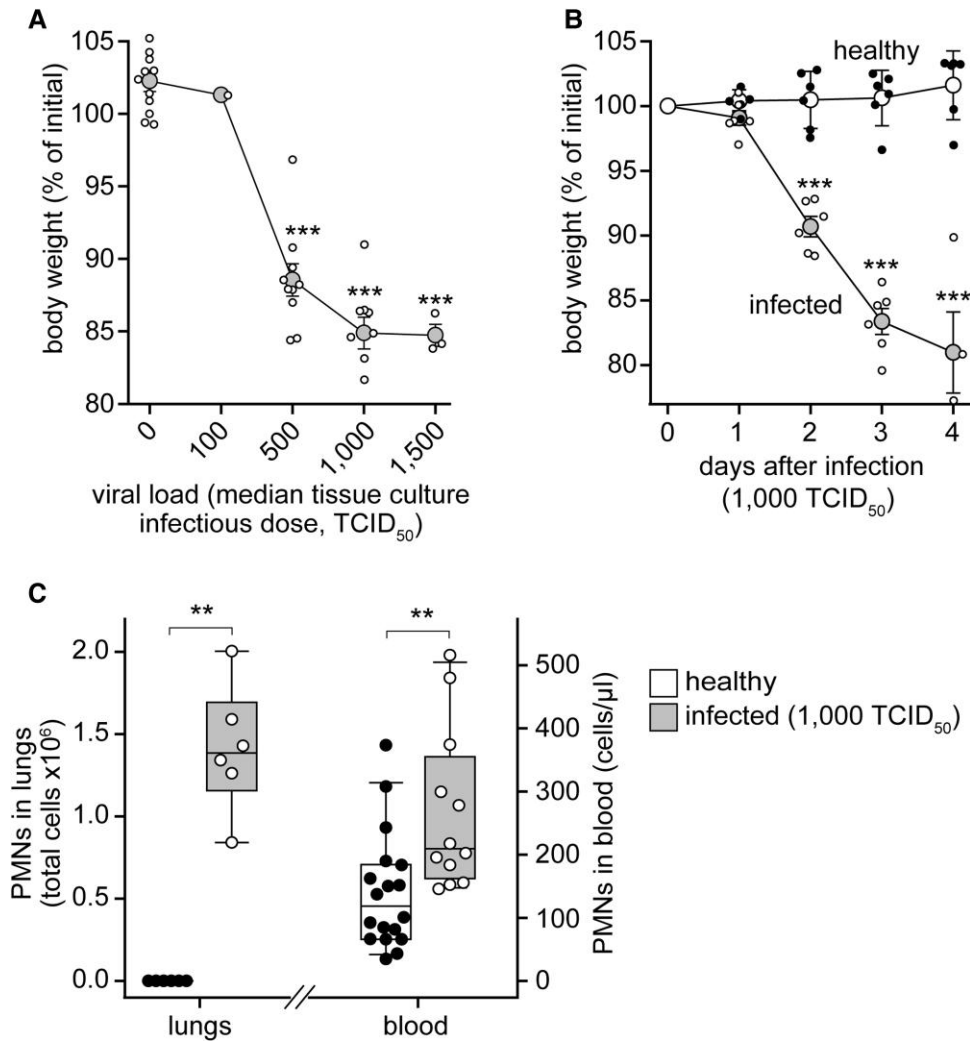 A
body weight (% of initial)
105
100
95
90
85
80
***
***
***
0
100
500
1,000
1,500
viral load (median tissue culture
infectious dose, TCID50)
B
body weight (% of initial)
105
100
95
90
85
80
healthy
infected
***
***
***
0 1 2 3 4
days after infection
(1,000 TCID50)
C
PMNs in lungs
(total cells x10⁶)
2.0
1.5
1.0
0.5
0.0
**
**
500
400
300
200
100
0
PMNs in blood (cells/µl)
lungs
blood
healthy
infected (1,000 TCID50)